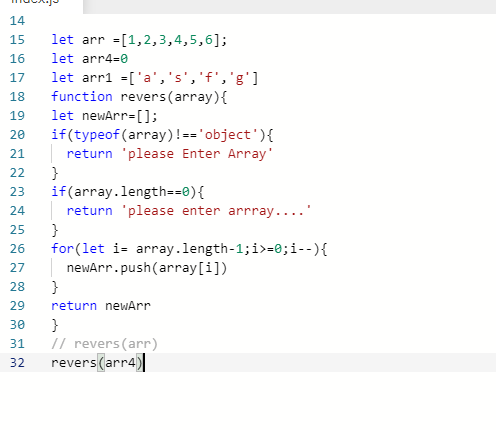 index.js
14
15 let arr =[1,2,3,4,5,6];
16 let arr4=0
17 let arr1 =['a','s','f','g']
18 function revers(array){
19 let newArr=[];
20 if(typeof(array)!=='object'){
21   return 'please Enter Array'
22 }
23 if(array.length==0){
24   return 'please enter arrray....'
25 }
26 for(let i= array.length-1;i>=0;i--){
27   newArr.push(array[i])
28 }
29 return newArr
30 }
31 // revers(arr)
32 revers(arr4)